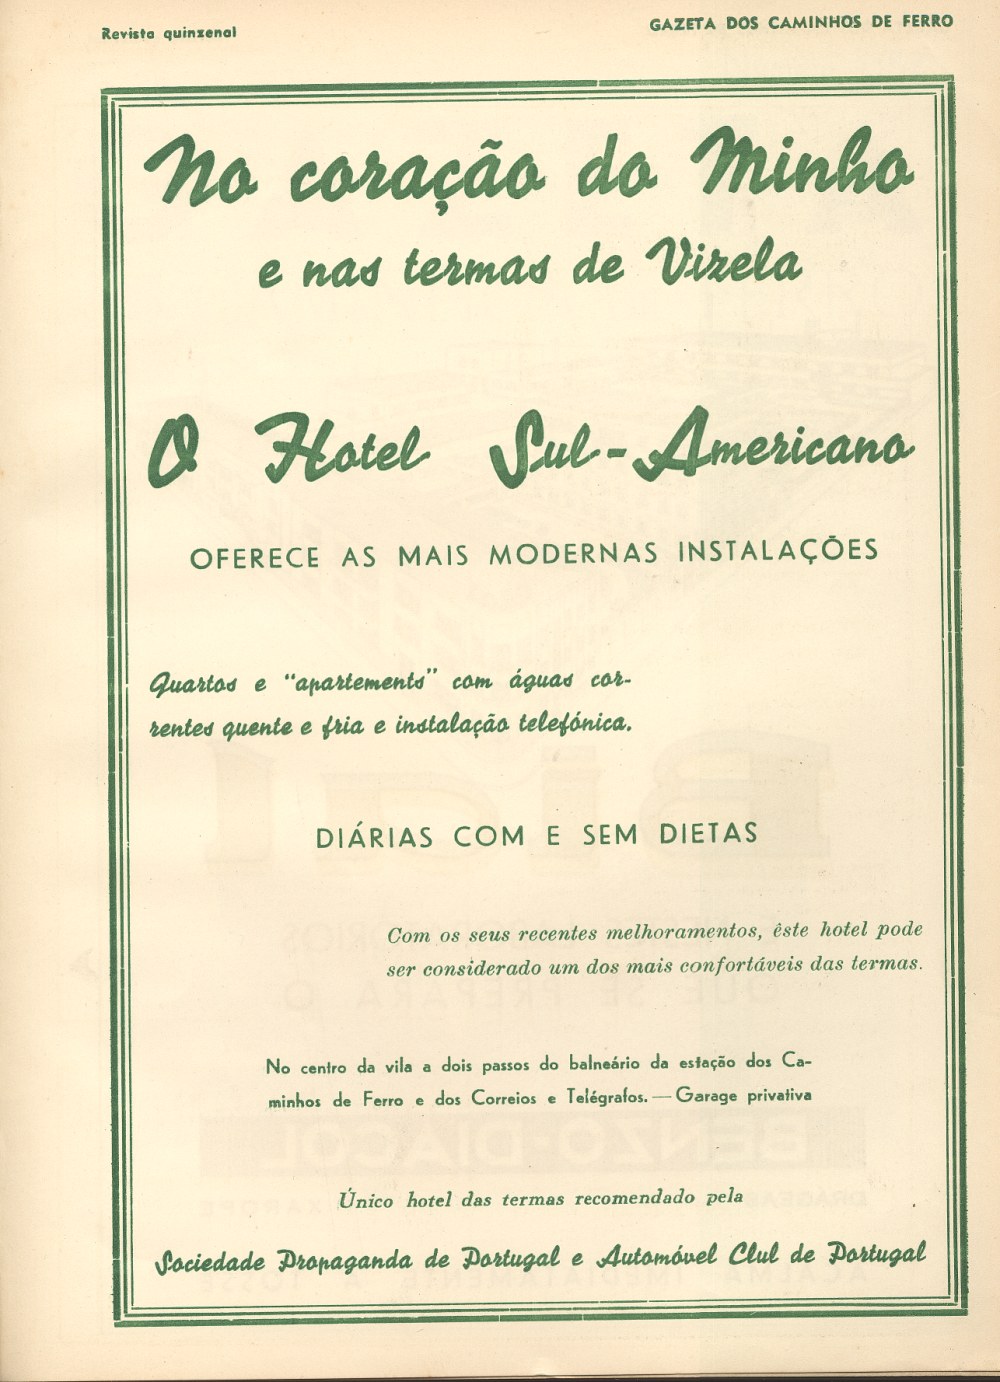 Revista quinzenal
GAZETA DOS CAMINHOS DE FERRO
No coração do Minho
e nas termas de Vizela
O Hotel Sul-Americano
OFERECE AS MAIS MODERNAS INSTALAÇÕES
Quartos e "apartements" com águas cor-
rentes quente e fria e instalação telefónica.
DIÁRIAS COM E SEM DIETAS
Com os seus recentes melhoramentos, êste hotel pode
ser considerado um dos mais confortáveis das termas.
No centro da vila a dois passos do balneário da estação dos Ca-
minhos de Ferro e dos Correios e Telégrafos. — Garage privativa
Único hotel das termas recomendado pela
Sociedade Propaganda de Portugal e Automóvel Clul de Portugal